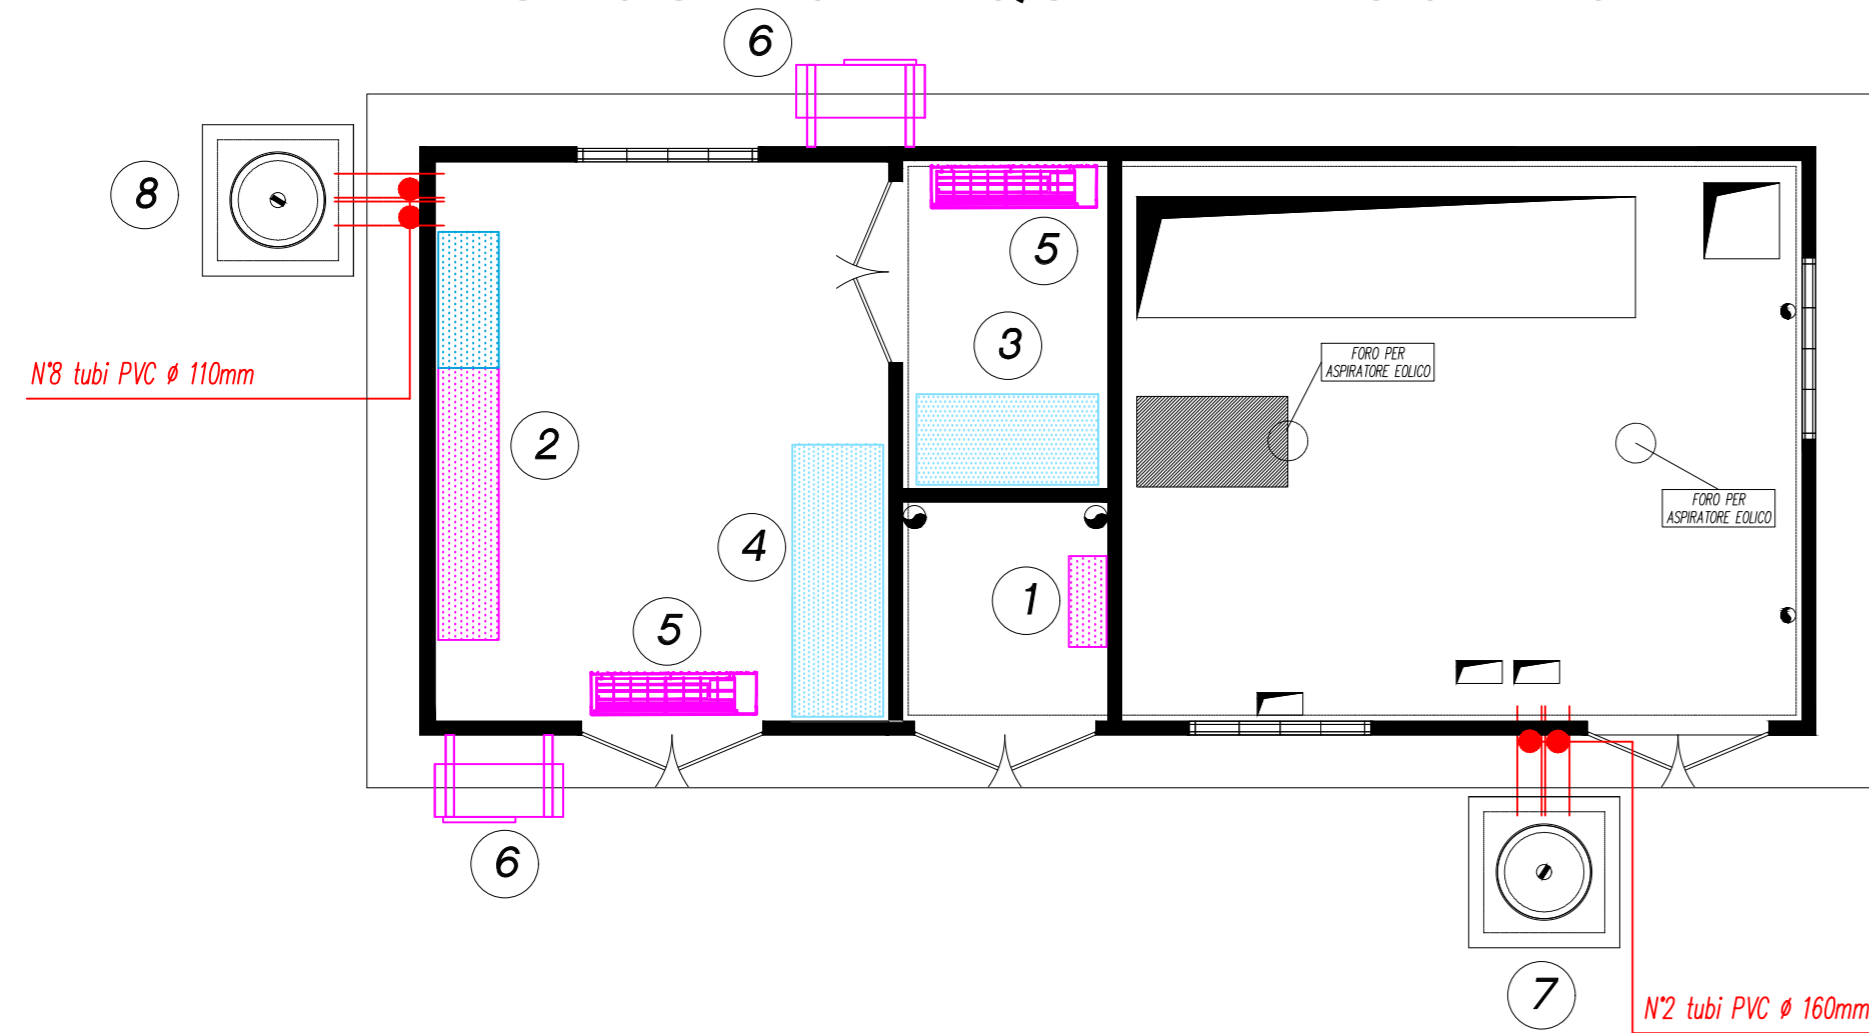 6
8
5
3
N°8 tubi PVC ø 110mm
FORO PER
ASPIRATORE EOLICO
2
FORO PER
ASPIRATORE EOLICO
4
1
5
6
7
N°2 tubi PVC ø 160mm